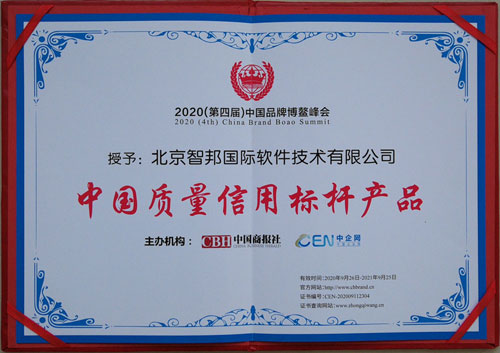 2020(第四届)中国品牌博鳌峰会
2020 (4th) China Brand Boao Summit
授予：北京智邦国际软件技术有限公司
中国质量信用标杆产品
主办机构： CBH 中国商报社 CEN 中企网
有效时间：2020年9月26日-2021年9月25日
官方网站：http://www.cbbrand.cn
证书编号：CEN-202009112304
证书查询网站：www.zhongqiwang.cn